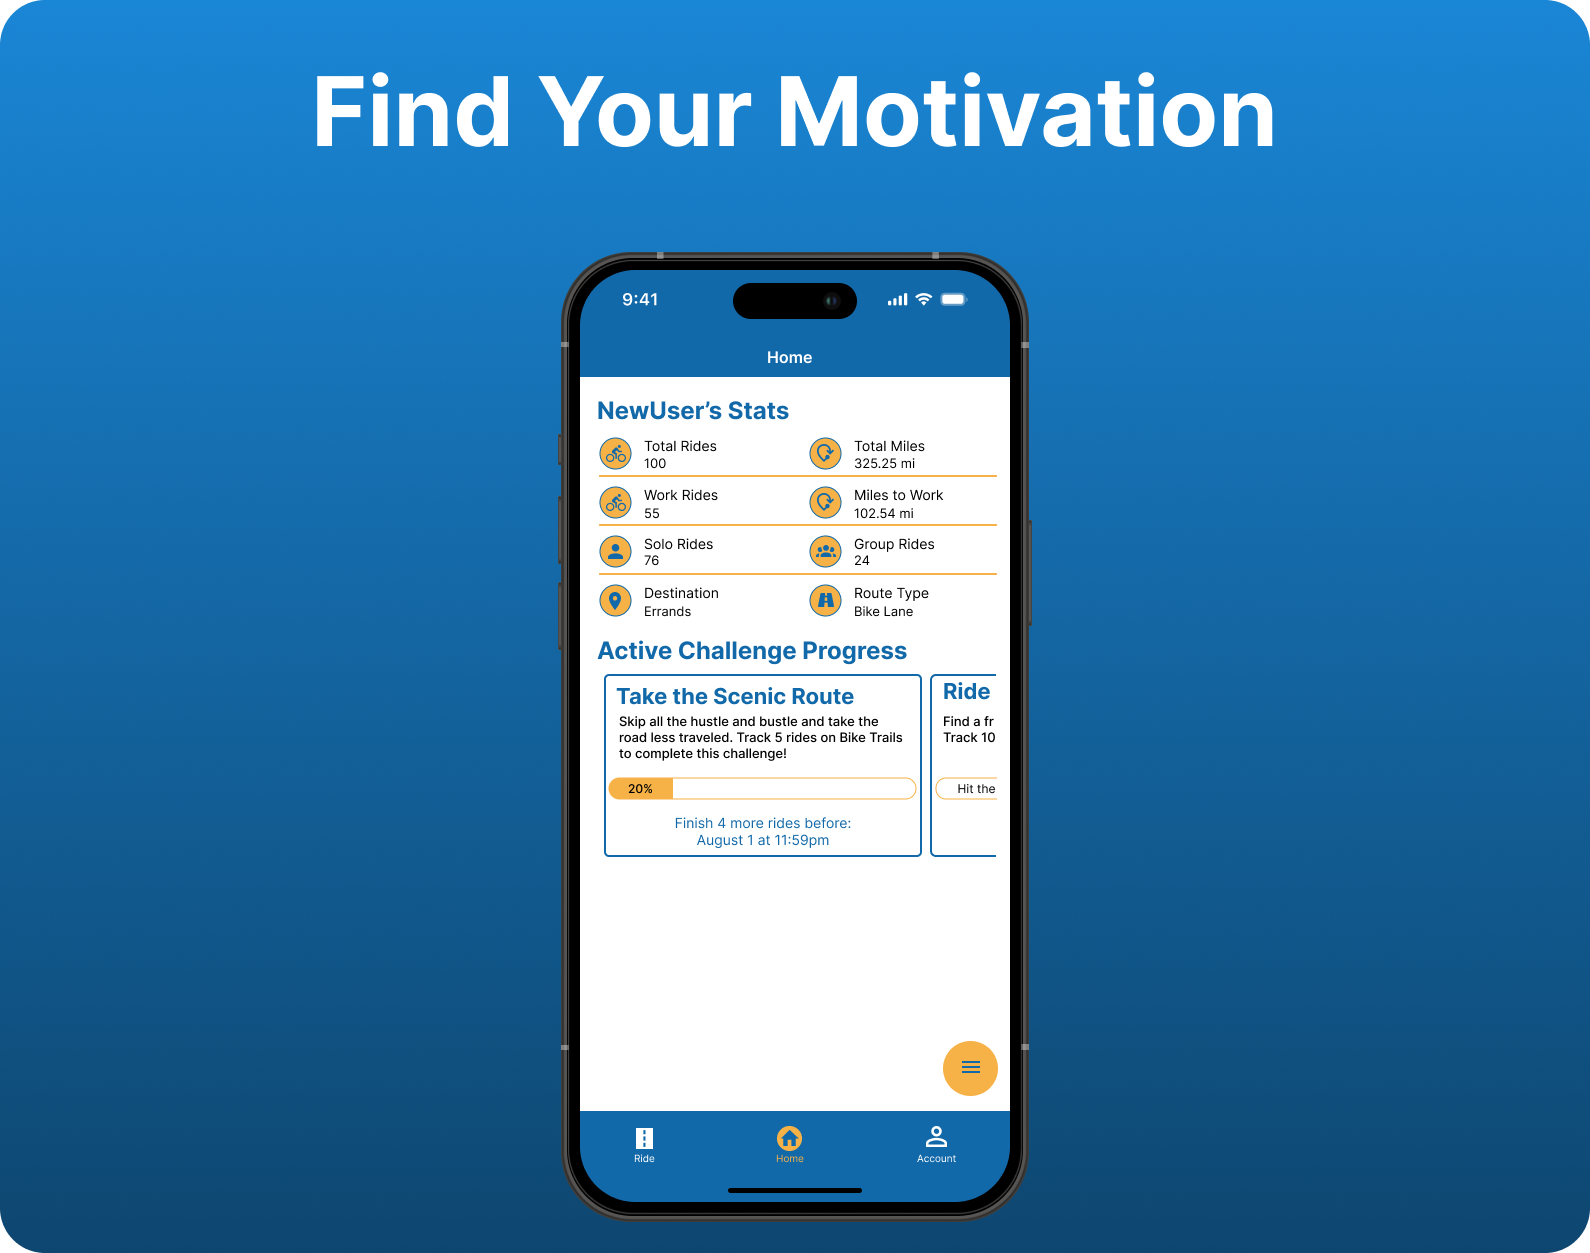 Find Your Motivation
9:41
Home
NewUser’s Stats
Total Rides
100
Total Miles
325.25 mi
Work Rides
55
Miles to Work
102.54 mi
Solo Rides
76
Group Rides
24
Destination
Errands
Route Type
Bike Lane
Active Challenge Progress
Take the Scenic Route
Skip all the hustle and bustle and take the
road less traveled. Track 5 rides on Bike Trails
to complete this challenge!
20%
Finish 4 more rides before:
August 1 at 11:59pm
Ride
Find a fr
Track 10
Hit the
Ride
Home
Account